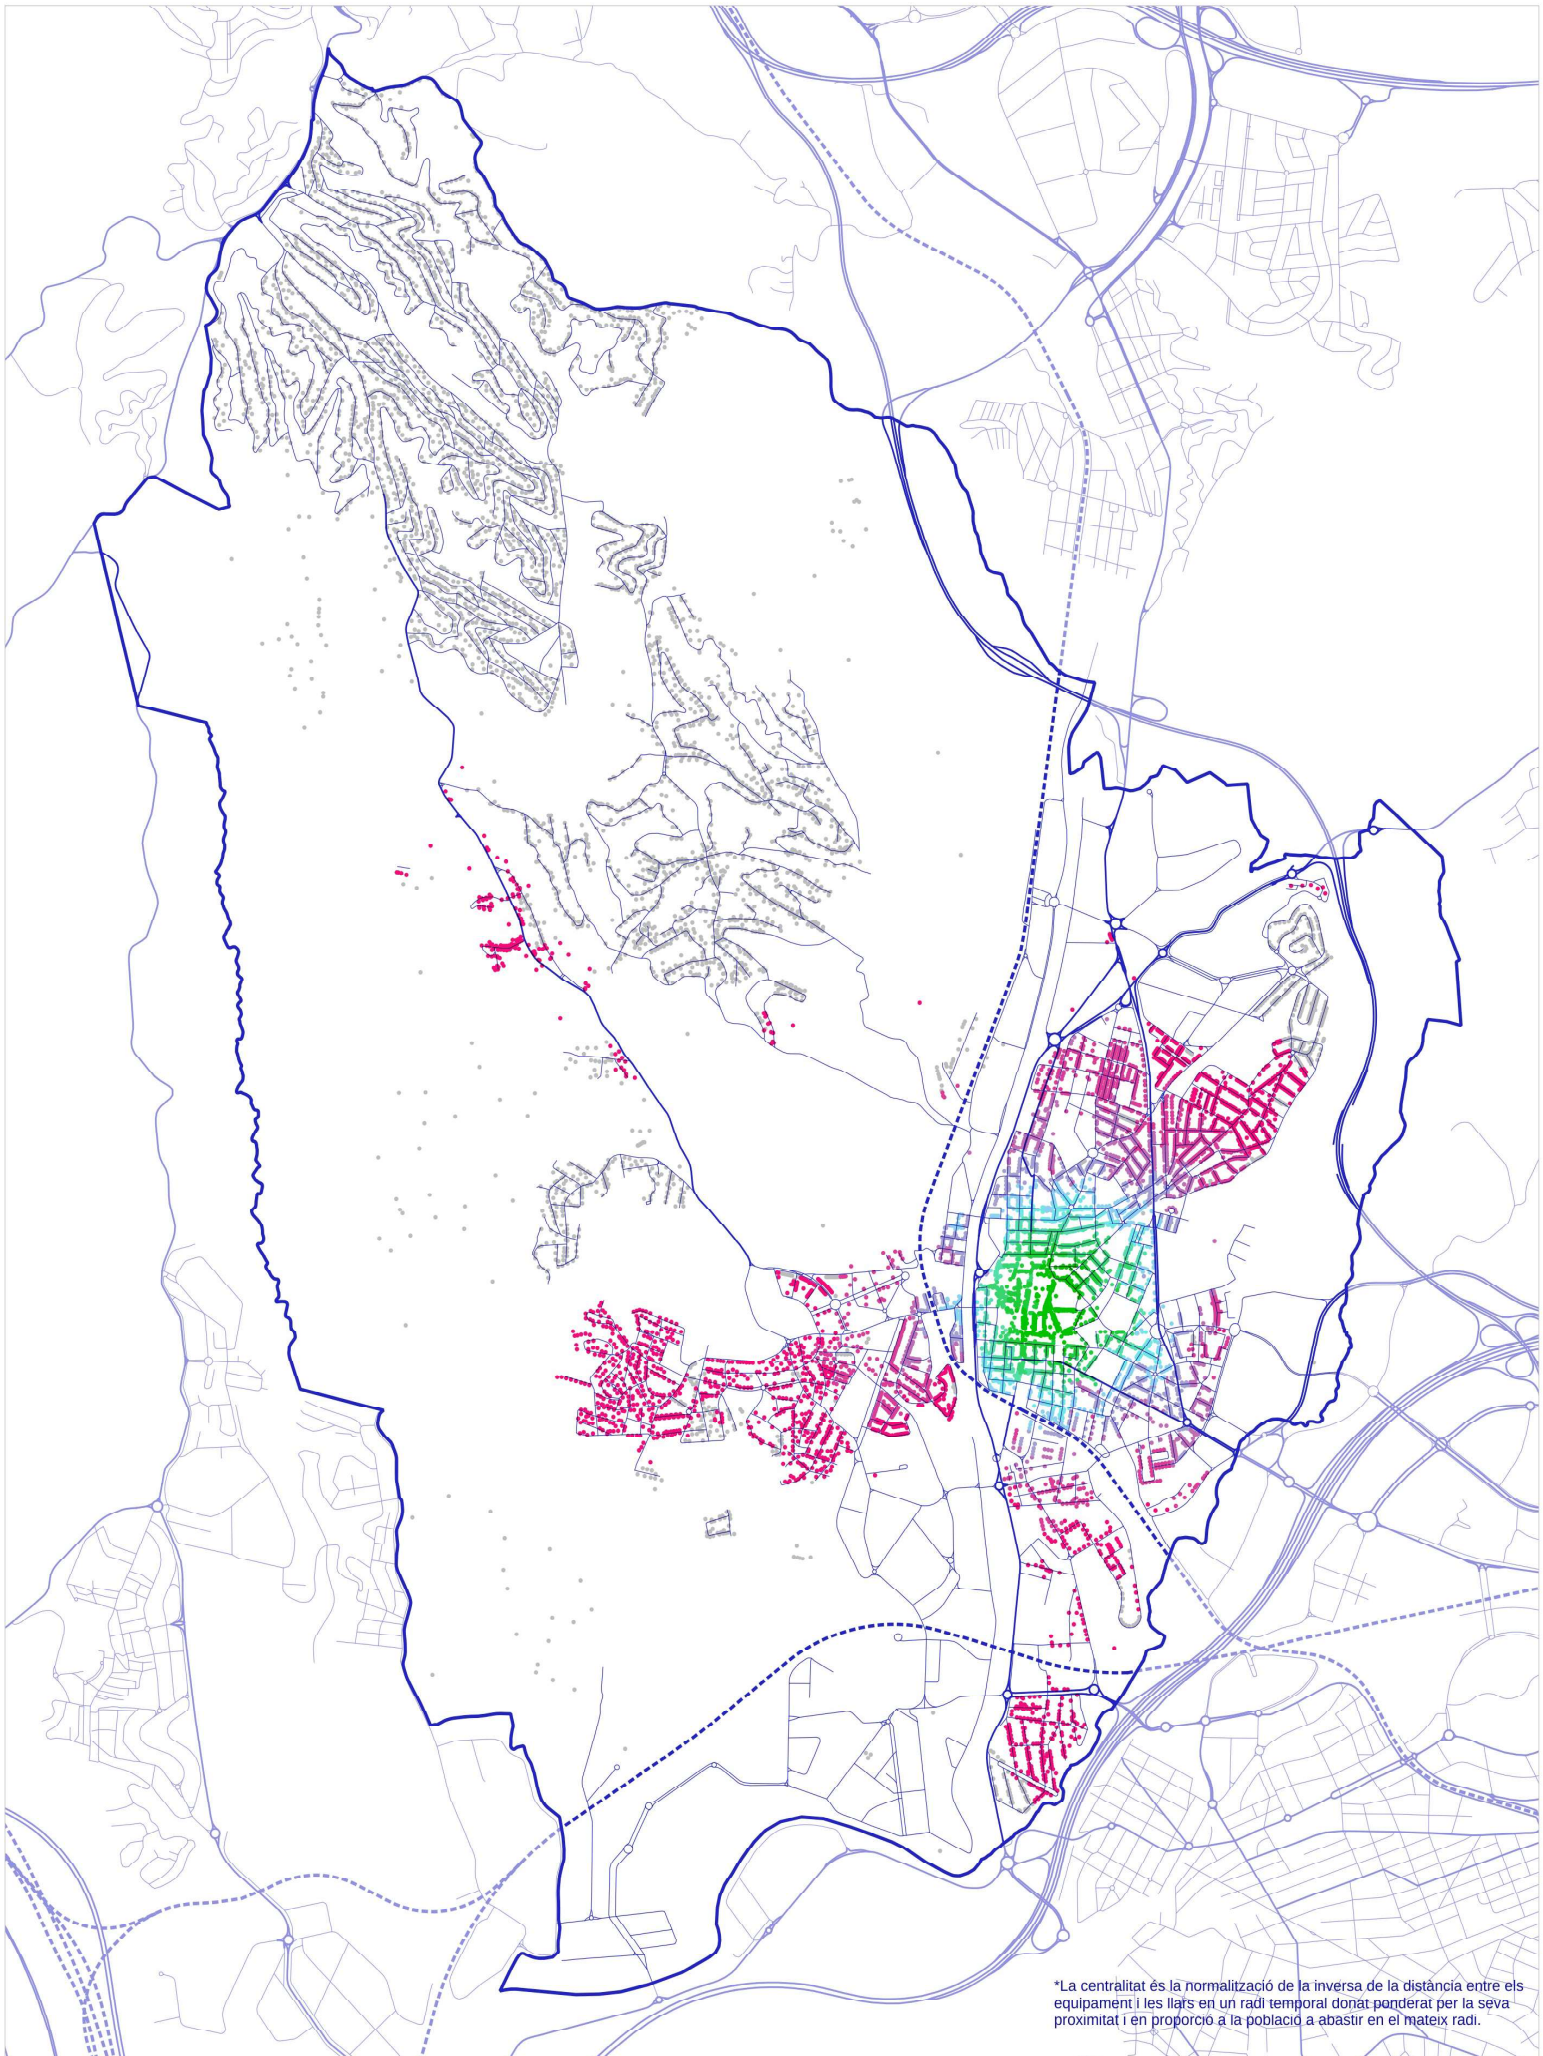 *La centralitat és la normalització de la inversa de la distància entre els
equipament i les llars en un radi temporal donat ponderat per la seva
proximitat i en proporció a la població a abastir en el mateix radi.